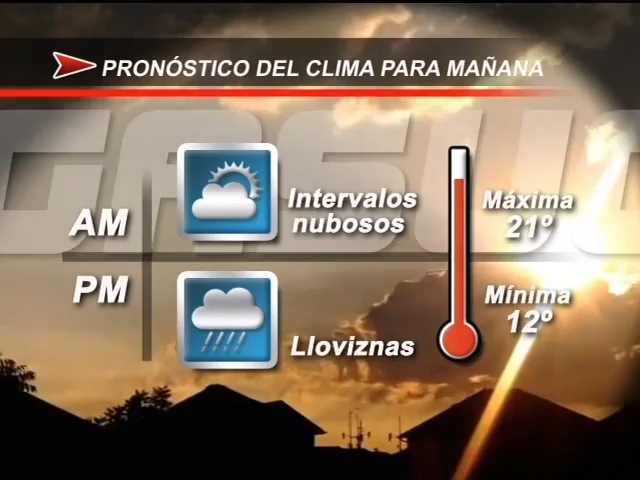 PRONÓSTICO DEL CLIMA PARA MAÑANA
AM
Intervalos
nubosos
Máxima
21º
PM
Lloviznas
Mínima
12º